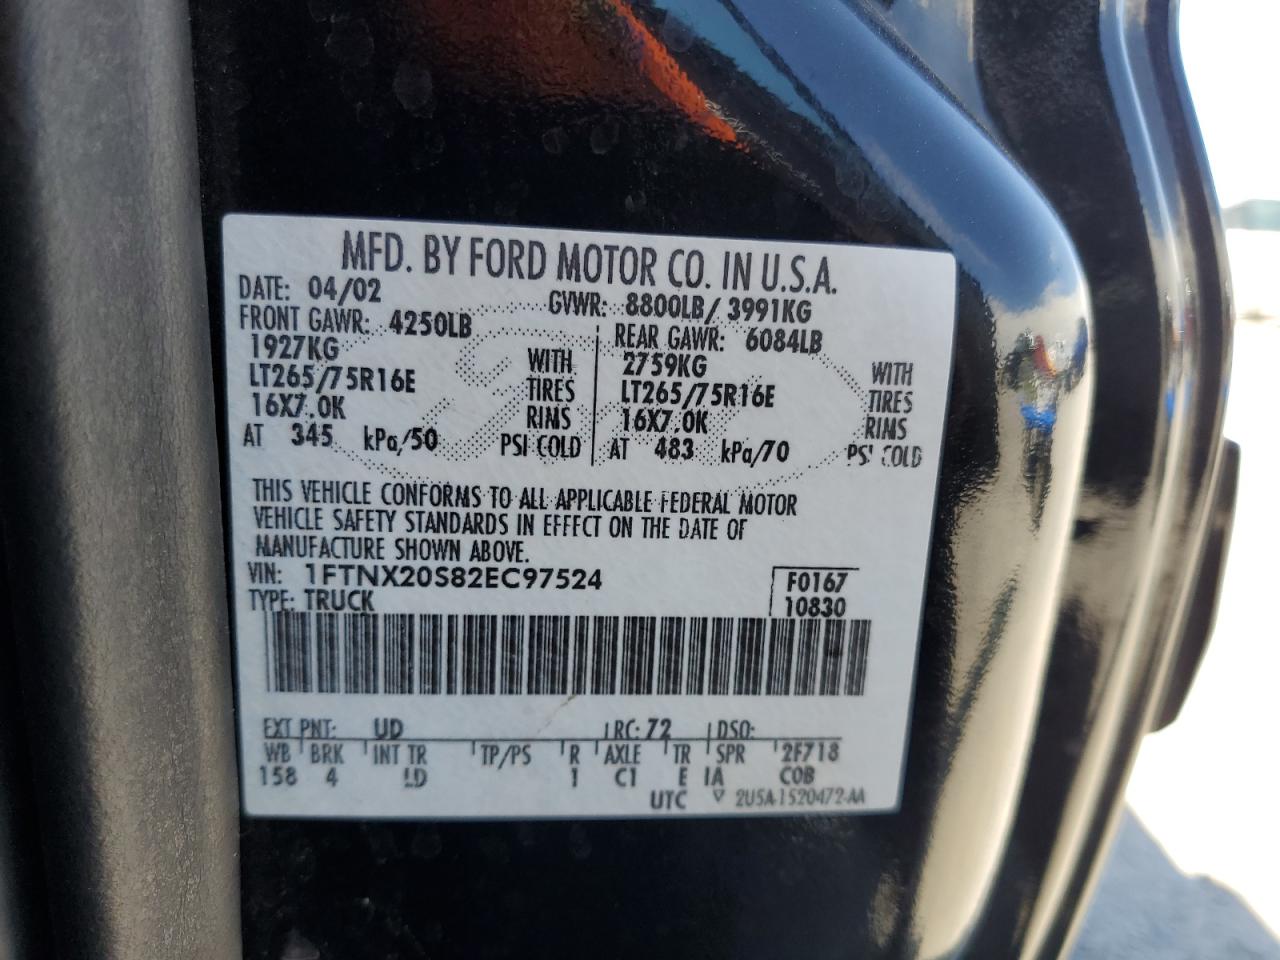 MFD. BY FORD MOTOR CO. IN U.S.A.
DATE: 04/02 GVWR: 8800LB/ 3991KG
FRONT GAWR: 4250LB REAR GAWR: 6084LB
1927KG WITH 2759KG WITH
LT265/75R16E TIRES LT265/75R16E TIRES
16X7.0K RIMS 16X7.0K RIMS
AT 345 kPa/50 PSI COLD AT 483 kPa/70 PSI COLD
THIS VEHICLE CONFORMS TO ALL APPLICABLE FEDERAL MOTOR
VEHICLE SAFETY STANDARDS IN EFFECT ON THE DATE OF
MANUFACTURE SHOWN ABOVE.
VIN: 1FTNX20S82EC97524 F0167
TYPE: TRUCK 10830
EXT PNT: UD RC: 72 DSO:
WB BRK INT TR TP/PS R AXLE TR SPR 2F718
158 4 LD 1 C1 E IA COB
UTC ▽ 2U5A-1520472-AA